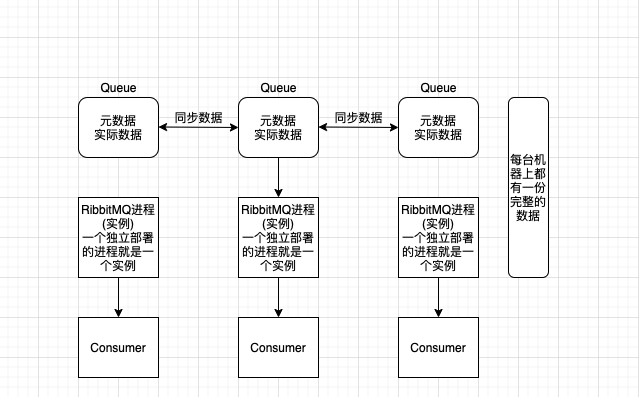 Queue
Queue
Queue
元数据
实际数据
同步数据
元数据
实际数据
同步数据
元数据
实际数据
每台机
器上都
有一份
完整的
数据
RibbitMQ进程
(实例)
一个独立部署
的进程就是一
个实例
RibbitMQ进程
(实例)
一个独立部署
的进程就是一
个实例
RibbitMQ进程
(实例)
一个独立部署
的进程就是一
个实例
Consumer
Consumer
Consumer